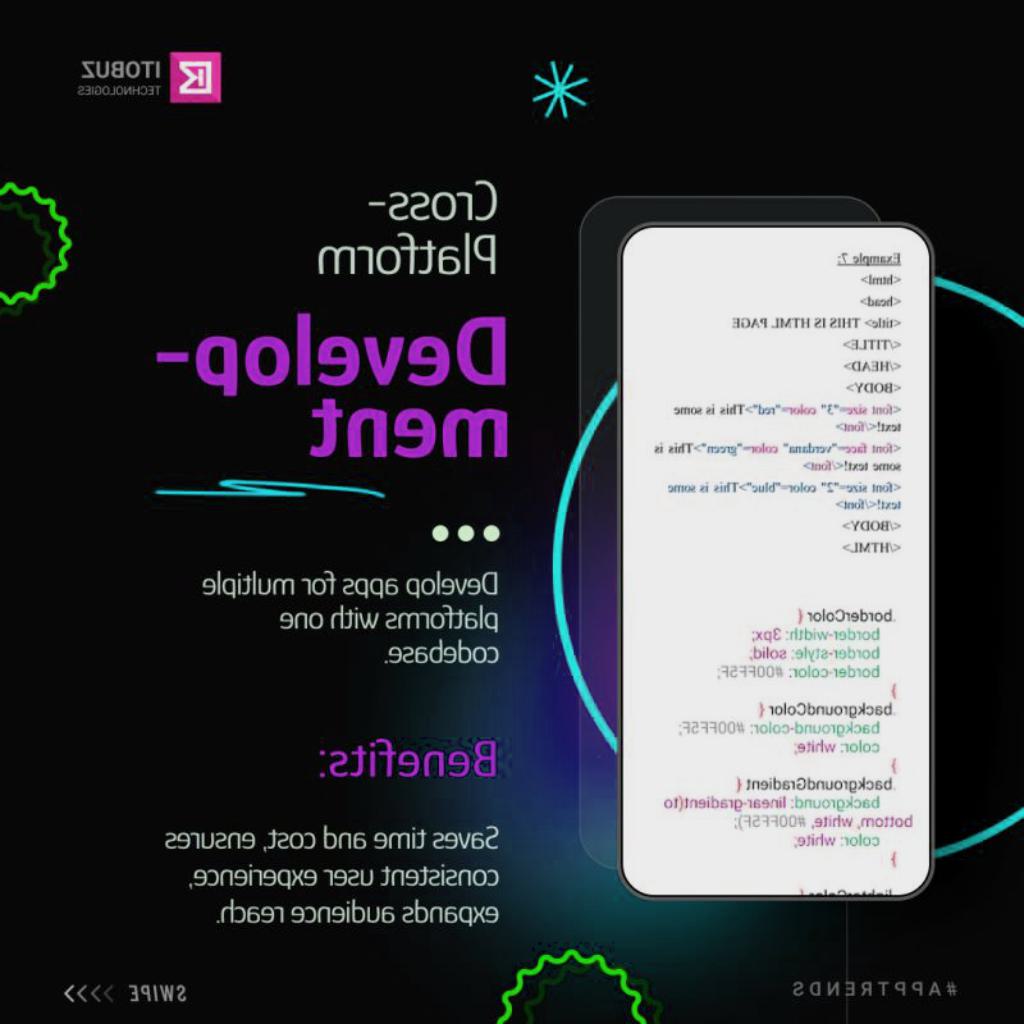 ITOBUZ
TECHNOLOGIES
Cross-
Platform
Develop-
ment
Develop apps for multiple
platforms with one
codebase.
Benefits:
Saves time and cost, ensures
consistent user experience,
expands audience reach.
SWIPE
Example 7:
<html>
<head>
<title> THIS IS HTML PAGE
</TITLE>
</HEAD>
<BODY>
<font size="3" color="red">This is some
text!</font>
<font face="verdana" color="green">This is
some text!</font>
<font size="2" color="blue">This is some
text!</font>
</BODY>
</HTML>
.borderColor {
border-width: 3px;
border-style: solid;
border-color: #00FF5F;
}
.backgroundColor {
background-color: #00FF5F;
color: white;
}
.backgroundGradient {
background: linear-gradient(to
bottom, white, #00FF5F);
color: white;
}
#APPTRENDS